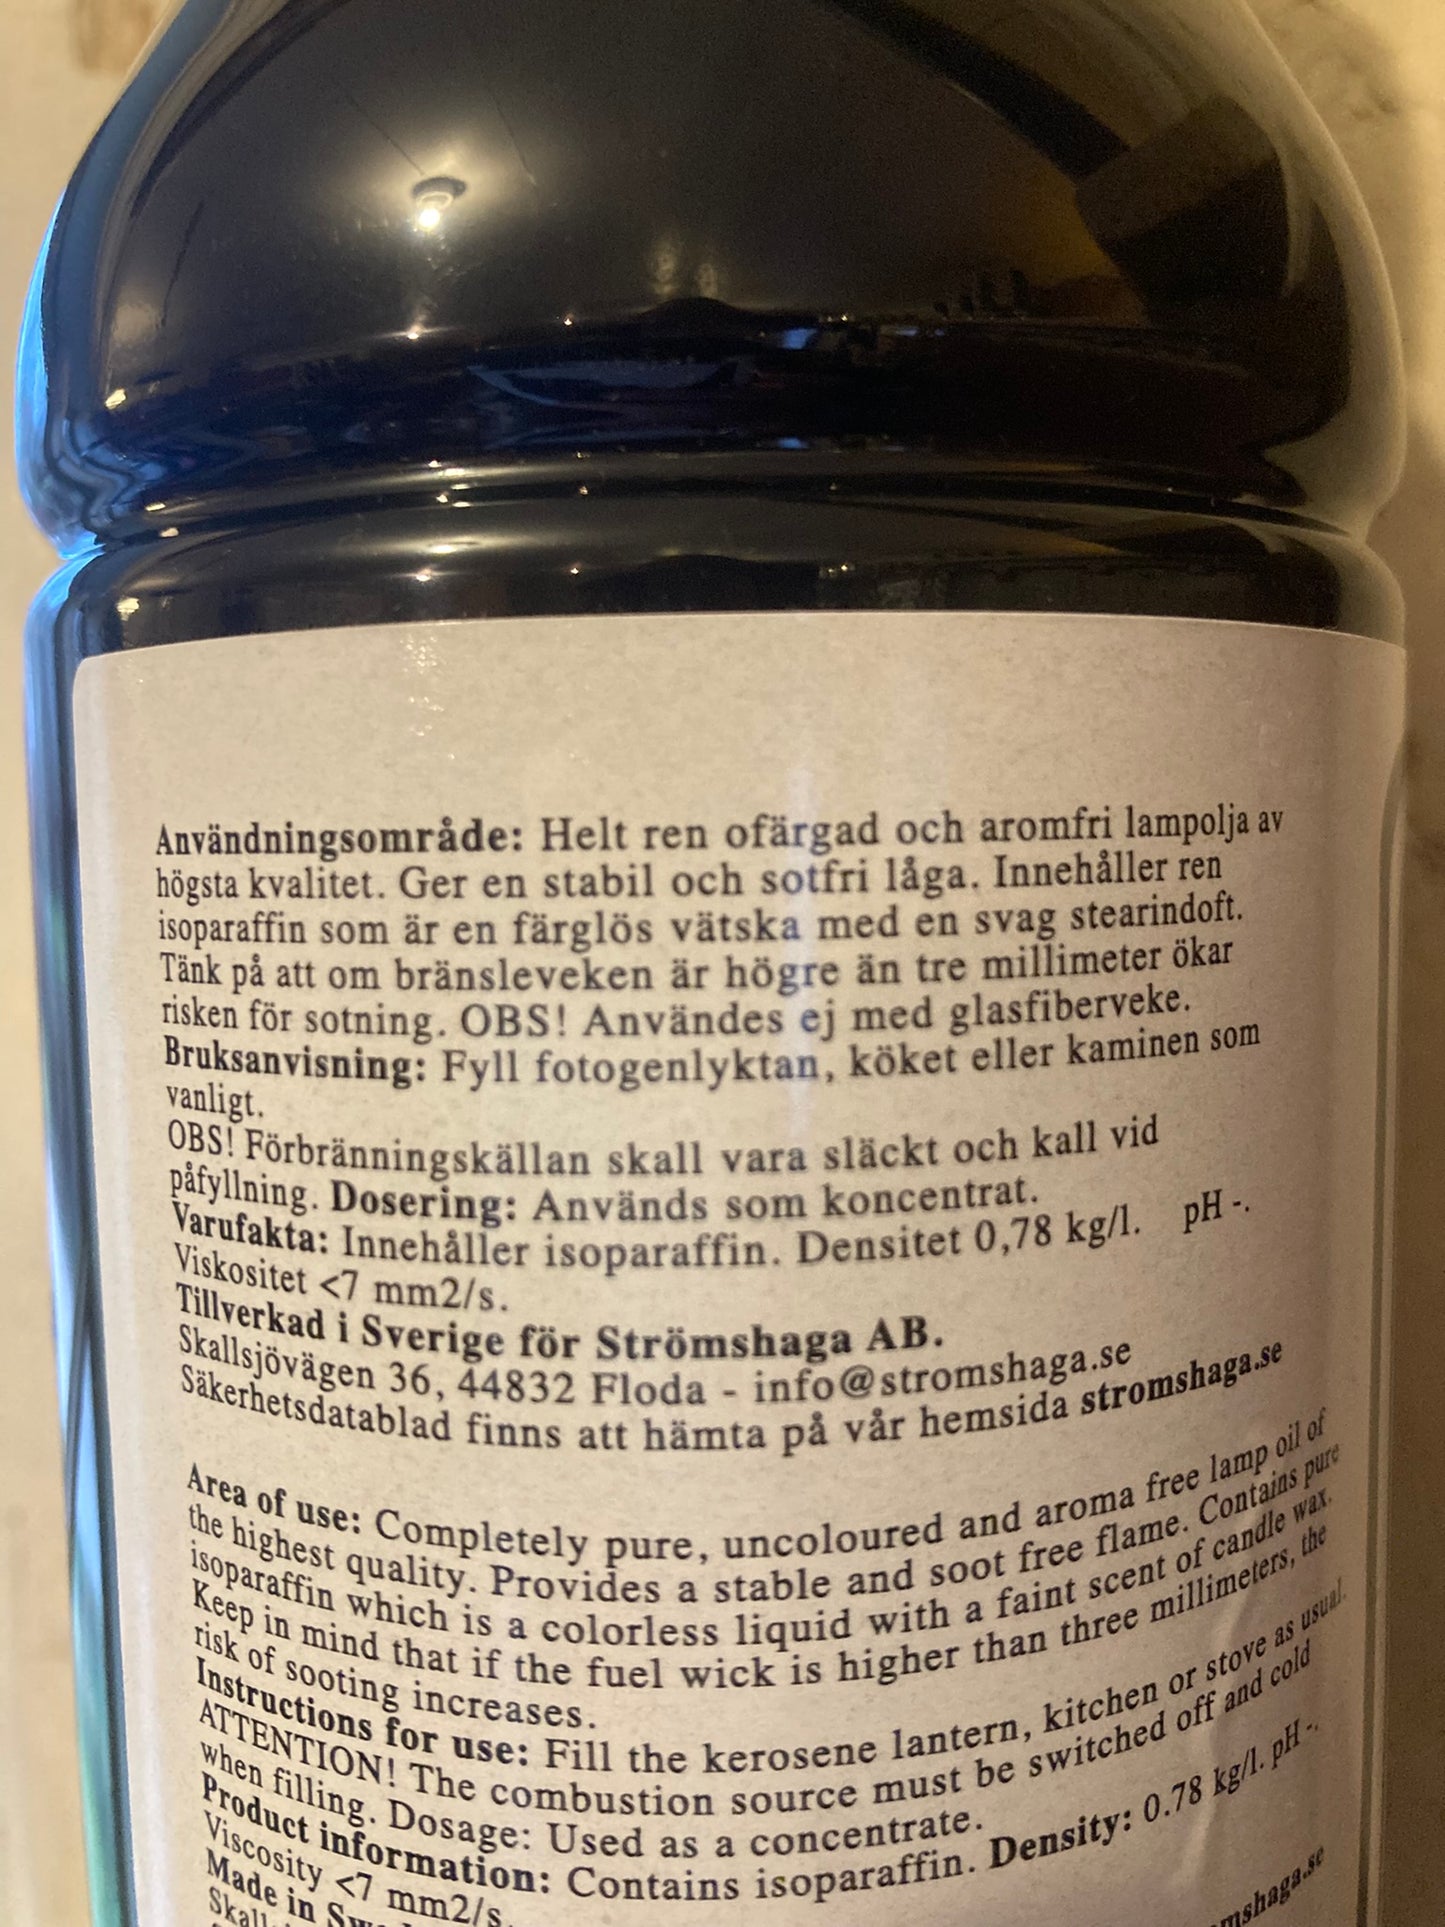 Användningsområde: Helt ren ofärgad och aromfri lampolja av
högsta kvalitet. Ger en stabil och sotfri låga. Innehåller ren
isoparaffin som är en färglös vätska med en svag stearindoft.
Tänk på att om bränsleveken är högre än tre millimeter ökar
risken för sotning. OBS! Användes ej med glasfiberveke.
Bruksanvisning: Fyll fotogenlyktan, köket eller kaminen som
vanligt.
OBS! Förbränningskällan skall vara släckt och kall vid
påfyllning. Dosering: Används som koncentrat.
Varufakta: Innehåller isoparaffin. Densitet 0,78 kg/l. pH -.
Viskositet <7 mm2/s.
Tillverkad i Sverige för Strömshaga AB.
Skallsjövägen 36, 44832 Floda - info@stromshaga.se
Säkerhetsdatablad finns att hämta på vår hemsida stromshaga.se
Area of use: Completely pure, uncoloured and aroma free lamp oil of
the highest quality. Provides a stable and soot free flame. Contains pure
isoparaffin which is a colorless liquid with a faint scent of candle wax.
Keep in mind that if the fuel wick is higher than three millimeters, the
risk of sooting increases.
Instructions for use: Fill the kerosene lantern, kitchen or stove as usual.
ATTENTION! The combustion source must be switched off and cold
when filling. Dosage: Used as a concentrate.
Product information: Contains isoparaffin. Density: 0.78 kg/l. pH -.
Viscosity <7 mm2/s.
Made in